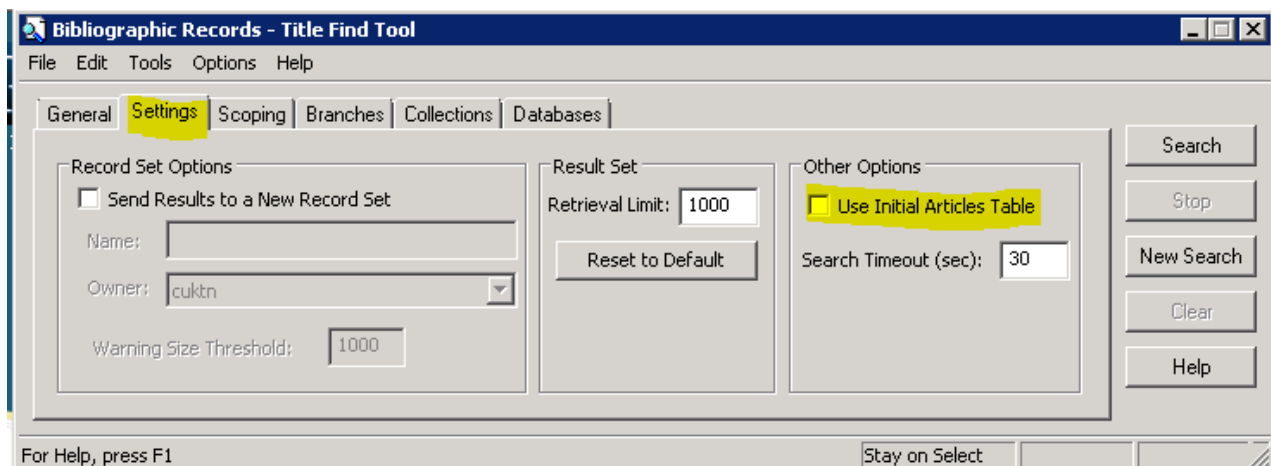 Bibliographic Records - Title Find Tool
File Edit Tools Options Help
General Settings Scoping Branches Collections Databases
Record Set Options
Send Results to a New Record Set
Name:
Owner: cuktn
Warning Size Threshold: 1000
Result Set
Retrieval Limit: 1000
Reset to Default
Other Options
Use Initial Articles Table
Search Timeout (sec): 30
Search
Stop
New Search
Clear
Help
For Help, press F1
Stay on Select